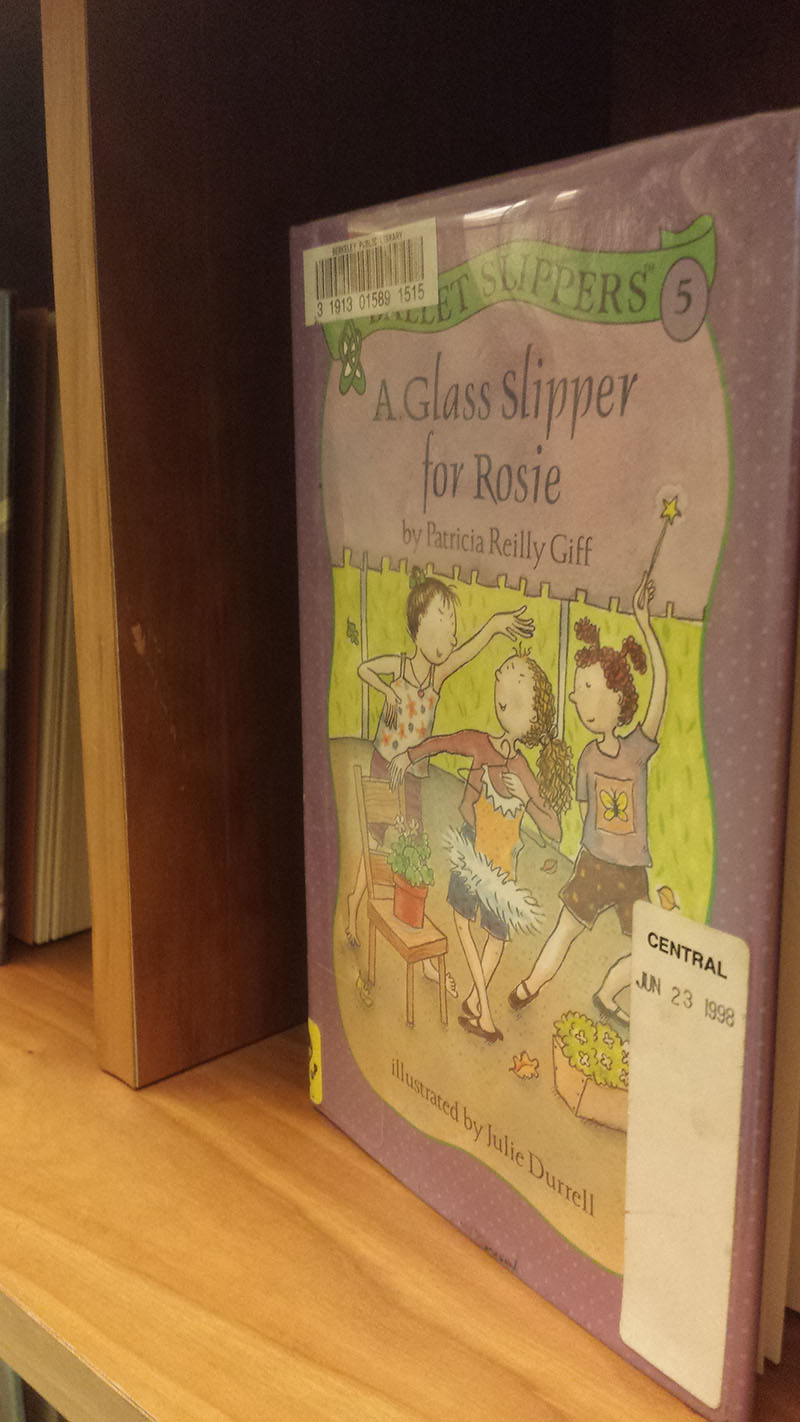 BERKELEY PUBLIC LIBRARY
3 1913 01589 1515
BALLET SLIPPERS™
5
A Glass Slipper
for Rosie
by Patricia Reilly Giff
illustrated by Julie Durrell
CENTRAL
JUN 23 1998